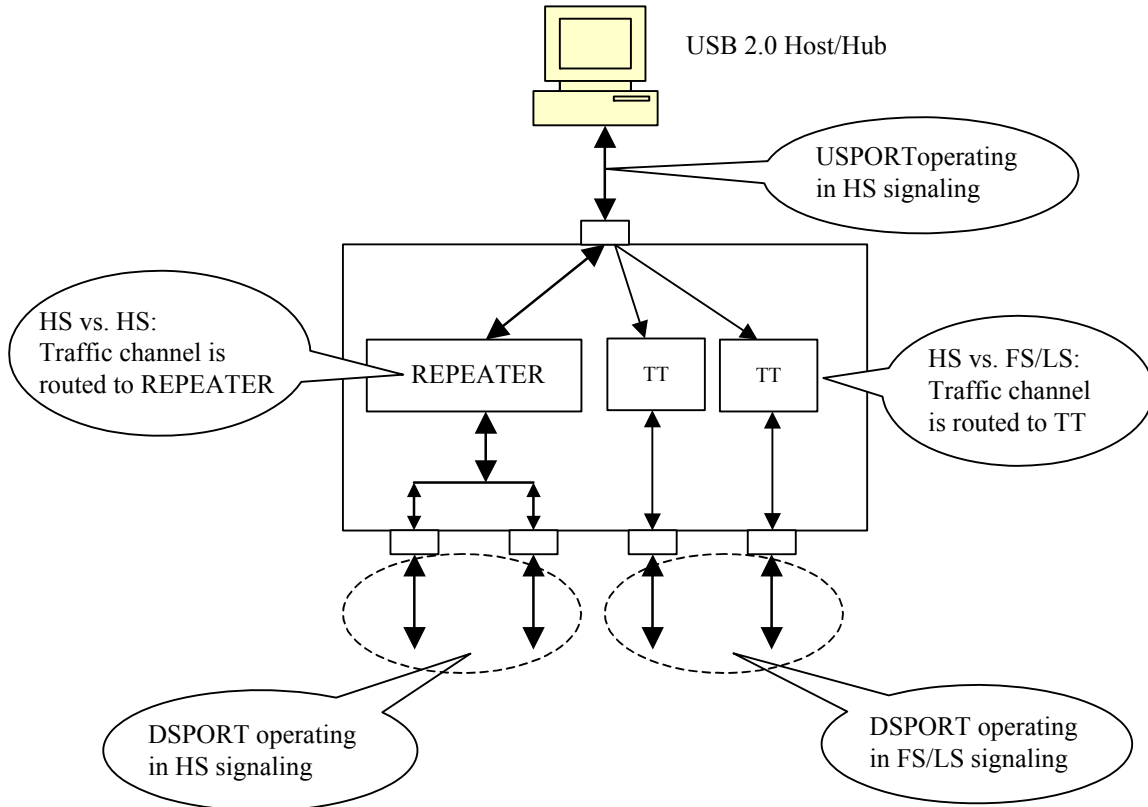 USB 2.0 Host/Hub
USPORToperating
in HS signaling
HS vs. HS:
Traffic channel is
routed to REPEATER
REPEATER
TT
TT
HS vs. FS/LS:
Traffic channel
is routed to TT
DSPORT operating
in HS signaling
DSPORT operating
in FS/LS signaling